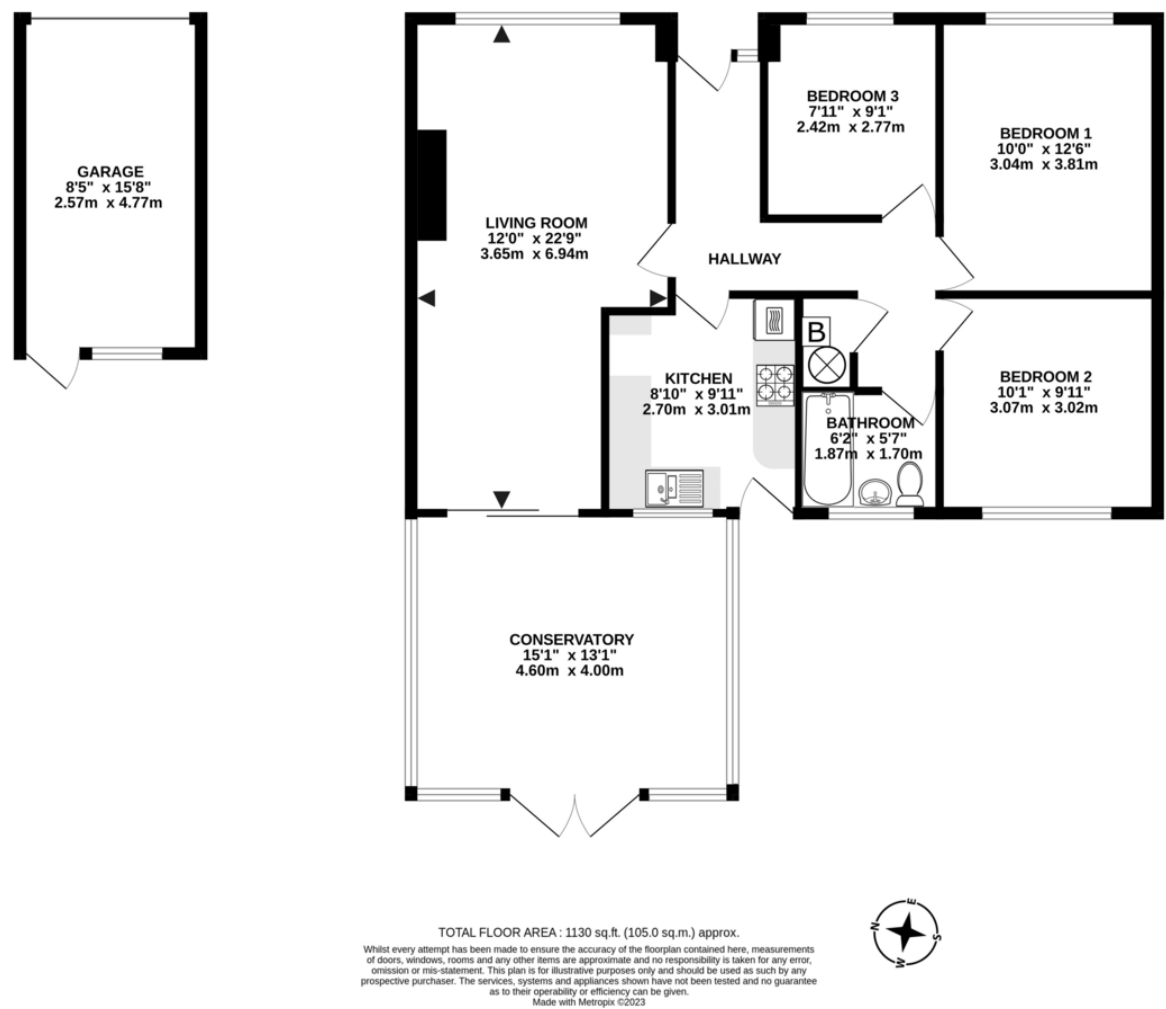 GARAGE
8'5" x 15'8"
2.57m x 4.77m
LIVING ROOM
12'0" x 22'9"
3.65m x 6.94m
HALLWAY
BEDROOM 3
7'11" x 9'1"
2.42m x 2.77m
BEDROOM 1
10'0" x 12'6"
3.04m x 3.81m
KITCHEN
8'10" x 9'11"
2.70m x 3.01m
B
BATHROOM
6'2" x 5'7"
1.87m x 1.70m
BEDROOM 2
10'1" x 9'11"
3.07m x 3.02m
CONSERVATORY
15'1" x 13'1"
4.60m x 4.00m
N
E
S
W
TOTAL FLOOR AREA : 1130 sq.ft. (105.0 sq.m.) approx.
Whilst every attempt has been made to ensure the accuracy of the floorplan contained here, measurements
of doors, windows, rooms and any other items are approximate and no responsibility is taken for any error,
omission or mis-statement. This plan is for illustrative purposes only and should be used as such by any
prospective purchaser. The services, systems and appliances shown have not been tested and no guarantee
as to their operability or efficiency can be given.
Made with Metropix ©2023